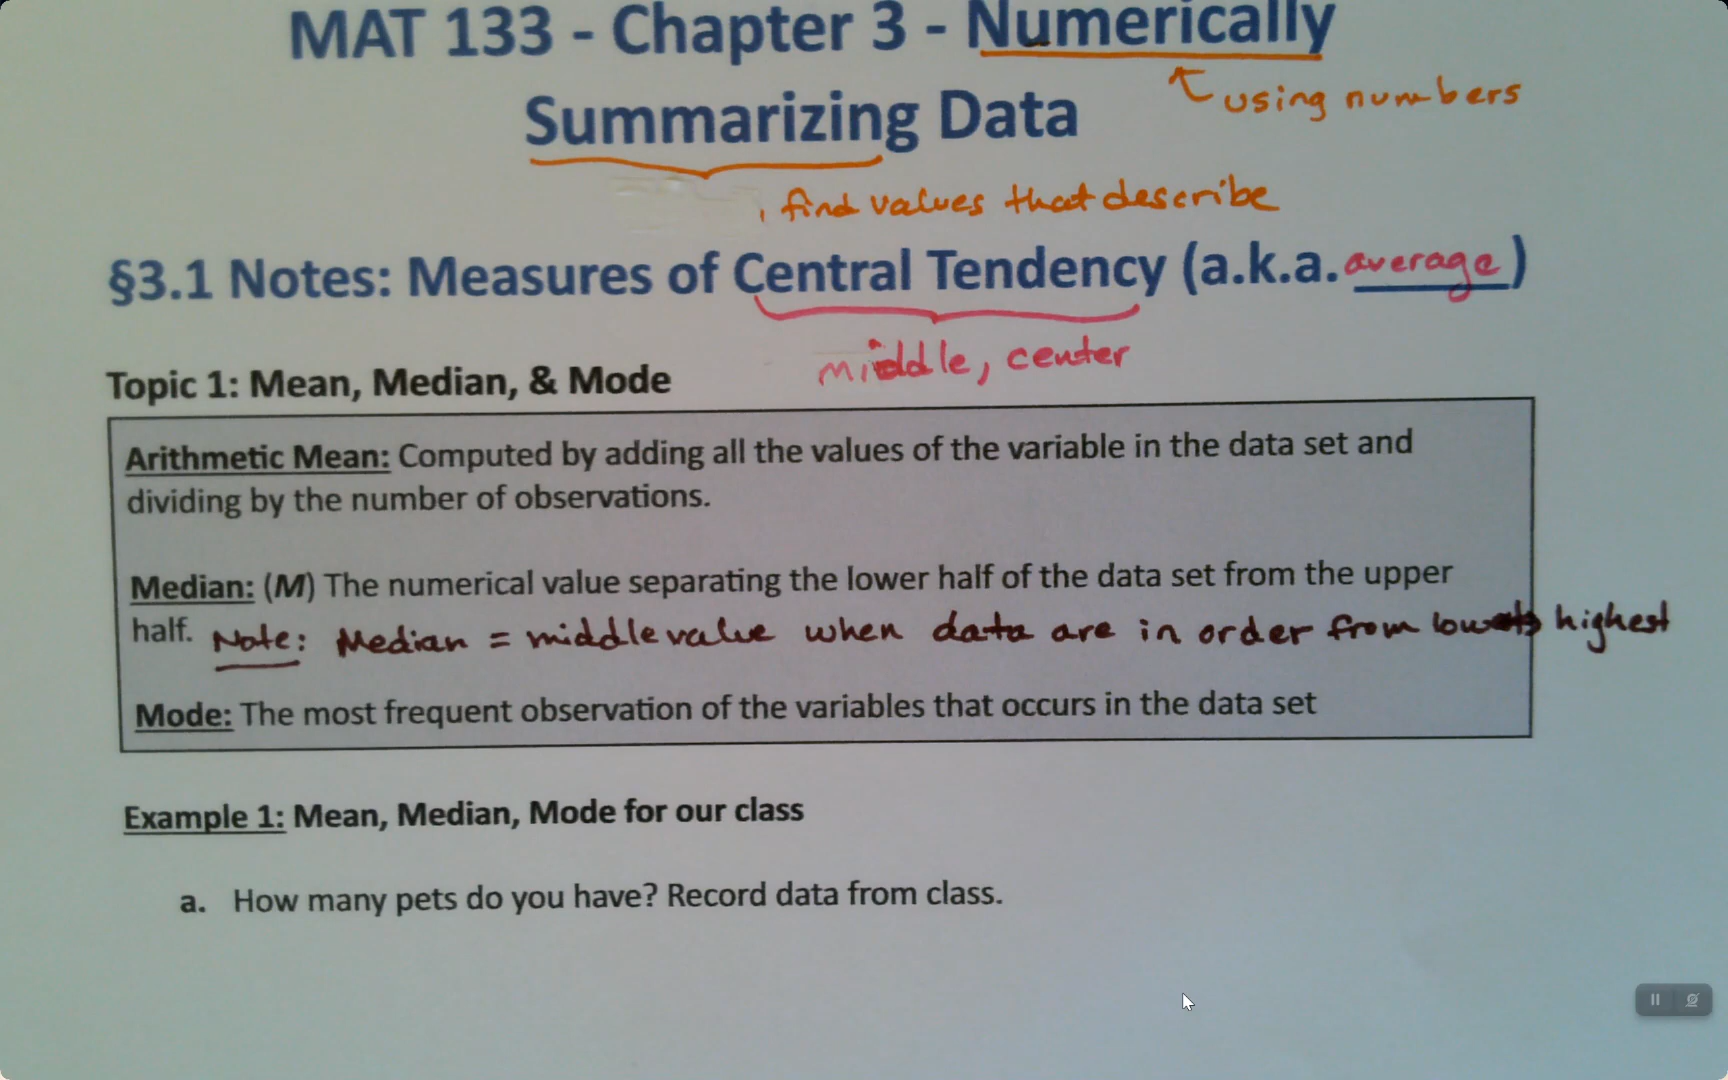 MAT 133 - Chapter 3 - Numerically
using numbers
Summarizing Data
find values that describe
§3.1 Notes: Measures of Central Tendency (a.k.a. average)
middle, center
Topic 1: Mean, Median, & Mode
Arithmetic Mean: Computed by adding all the values of the variable in the data set and
dividing by the number of observations.
Median: (M) The numerical value separating the lower half of the data set from the upper
half. Note: Median = middle value when data are in order from highest
Mode: The most frequent observation of the variables that occurs in the data set
Example 1: Mean, Median, Mode for our class
a. How many pets do you have? Record data from class.